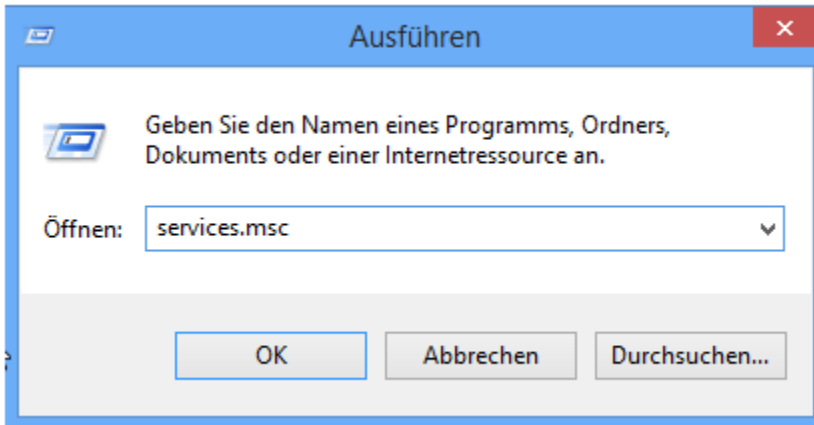 Ausführen
Geben Sie den Namen eines Programms, Ordners,
Dokuments oder einer Internetressource an.
Öffnen: services.msc
OK Abbrechen Durchsuchen...